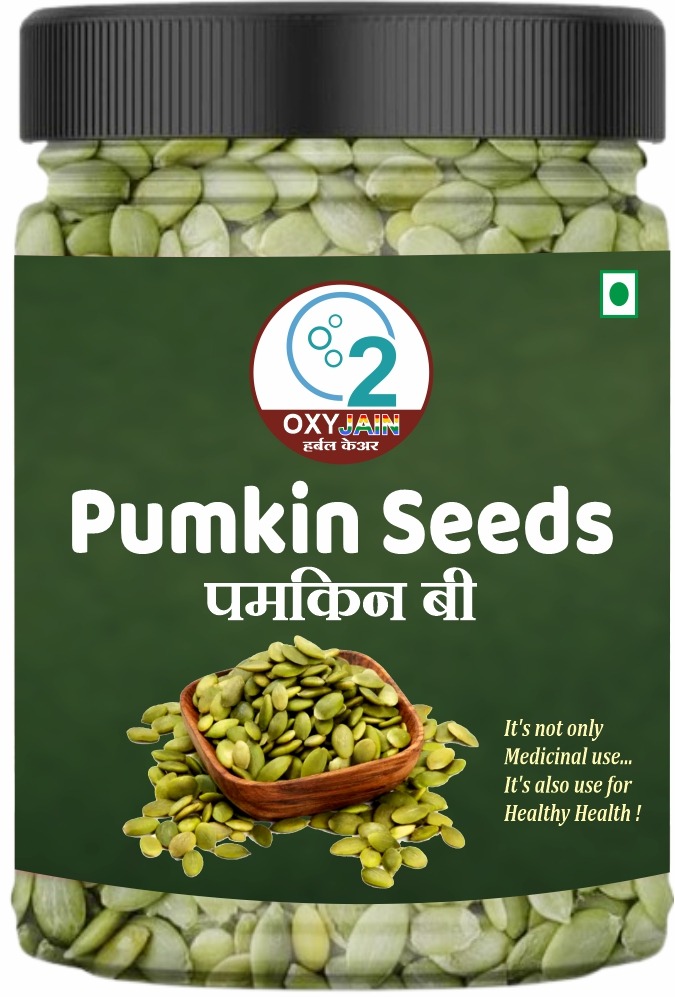 2
OXYJAIN
हर्बल केअर
Pumkin Seeds
पमकिन बी
It's not only
Medicinal use...
It's also use for
Healthy Health !